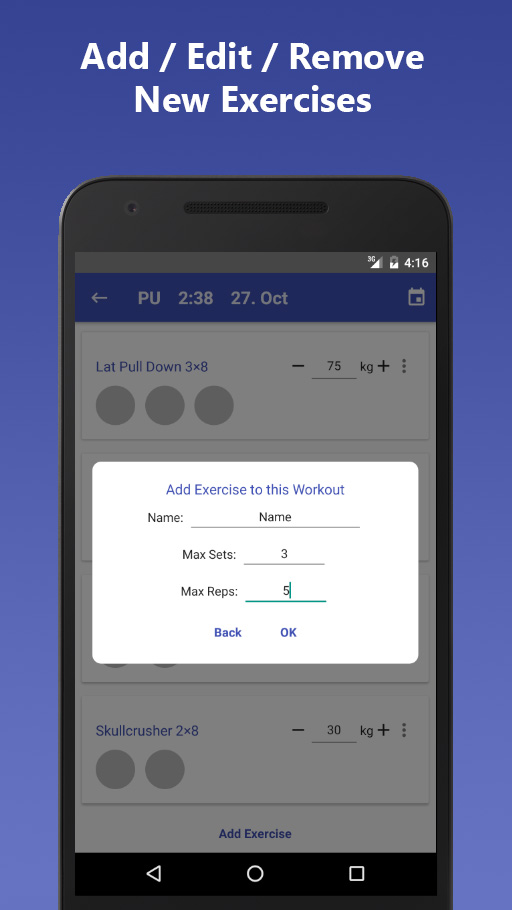 Add / Edit / Remove
New Exercises
3G 4:16
PU 2:38 27. Oct
Lat Pull Down 3×8 − 75 kg +
Add Exercise to this Workout
Name: Name
Max Sets: 3
Max Reps: 5
Back OK
Skullcrusher 2×8 − 30 kg +
Add Exercise